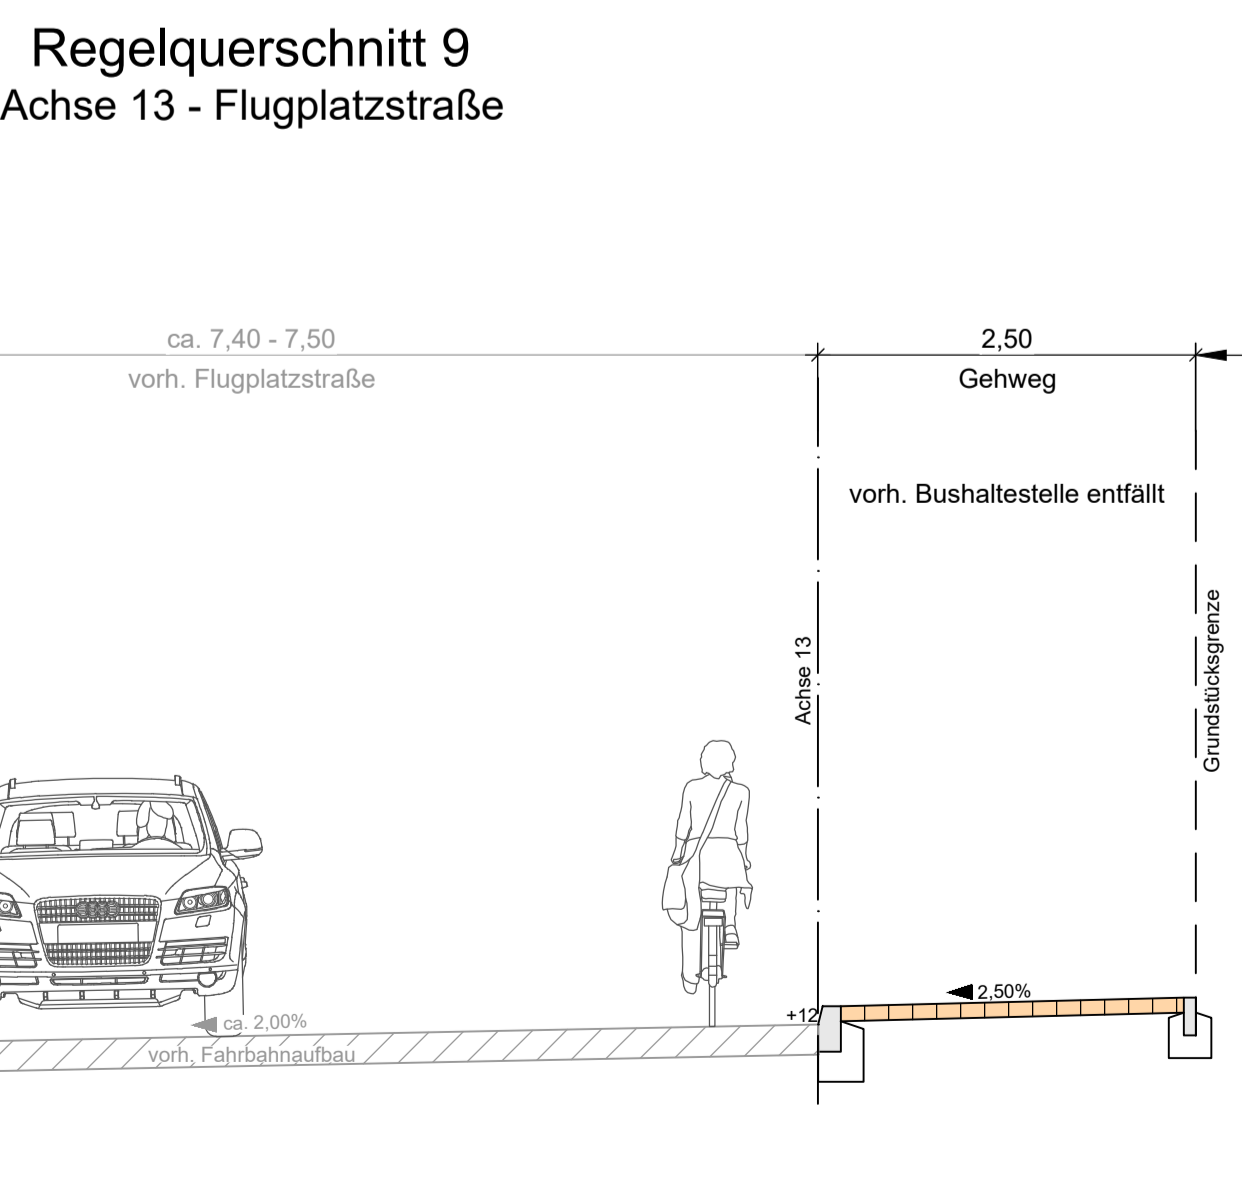 Regelquerschnitt 9
Achse 13 - Flugplatzstraße
ca. 7,40 - 7,50
vorh. Flugplatzstraße
2,50
Gehweg
vorh. Bushaltestelle entfällt
Achse 13
Grundstücksgrenze
ca. 2,00%
vorh. Fahrbahnaufbau
+12
2,50%